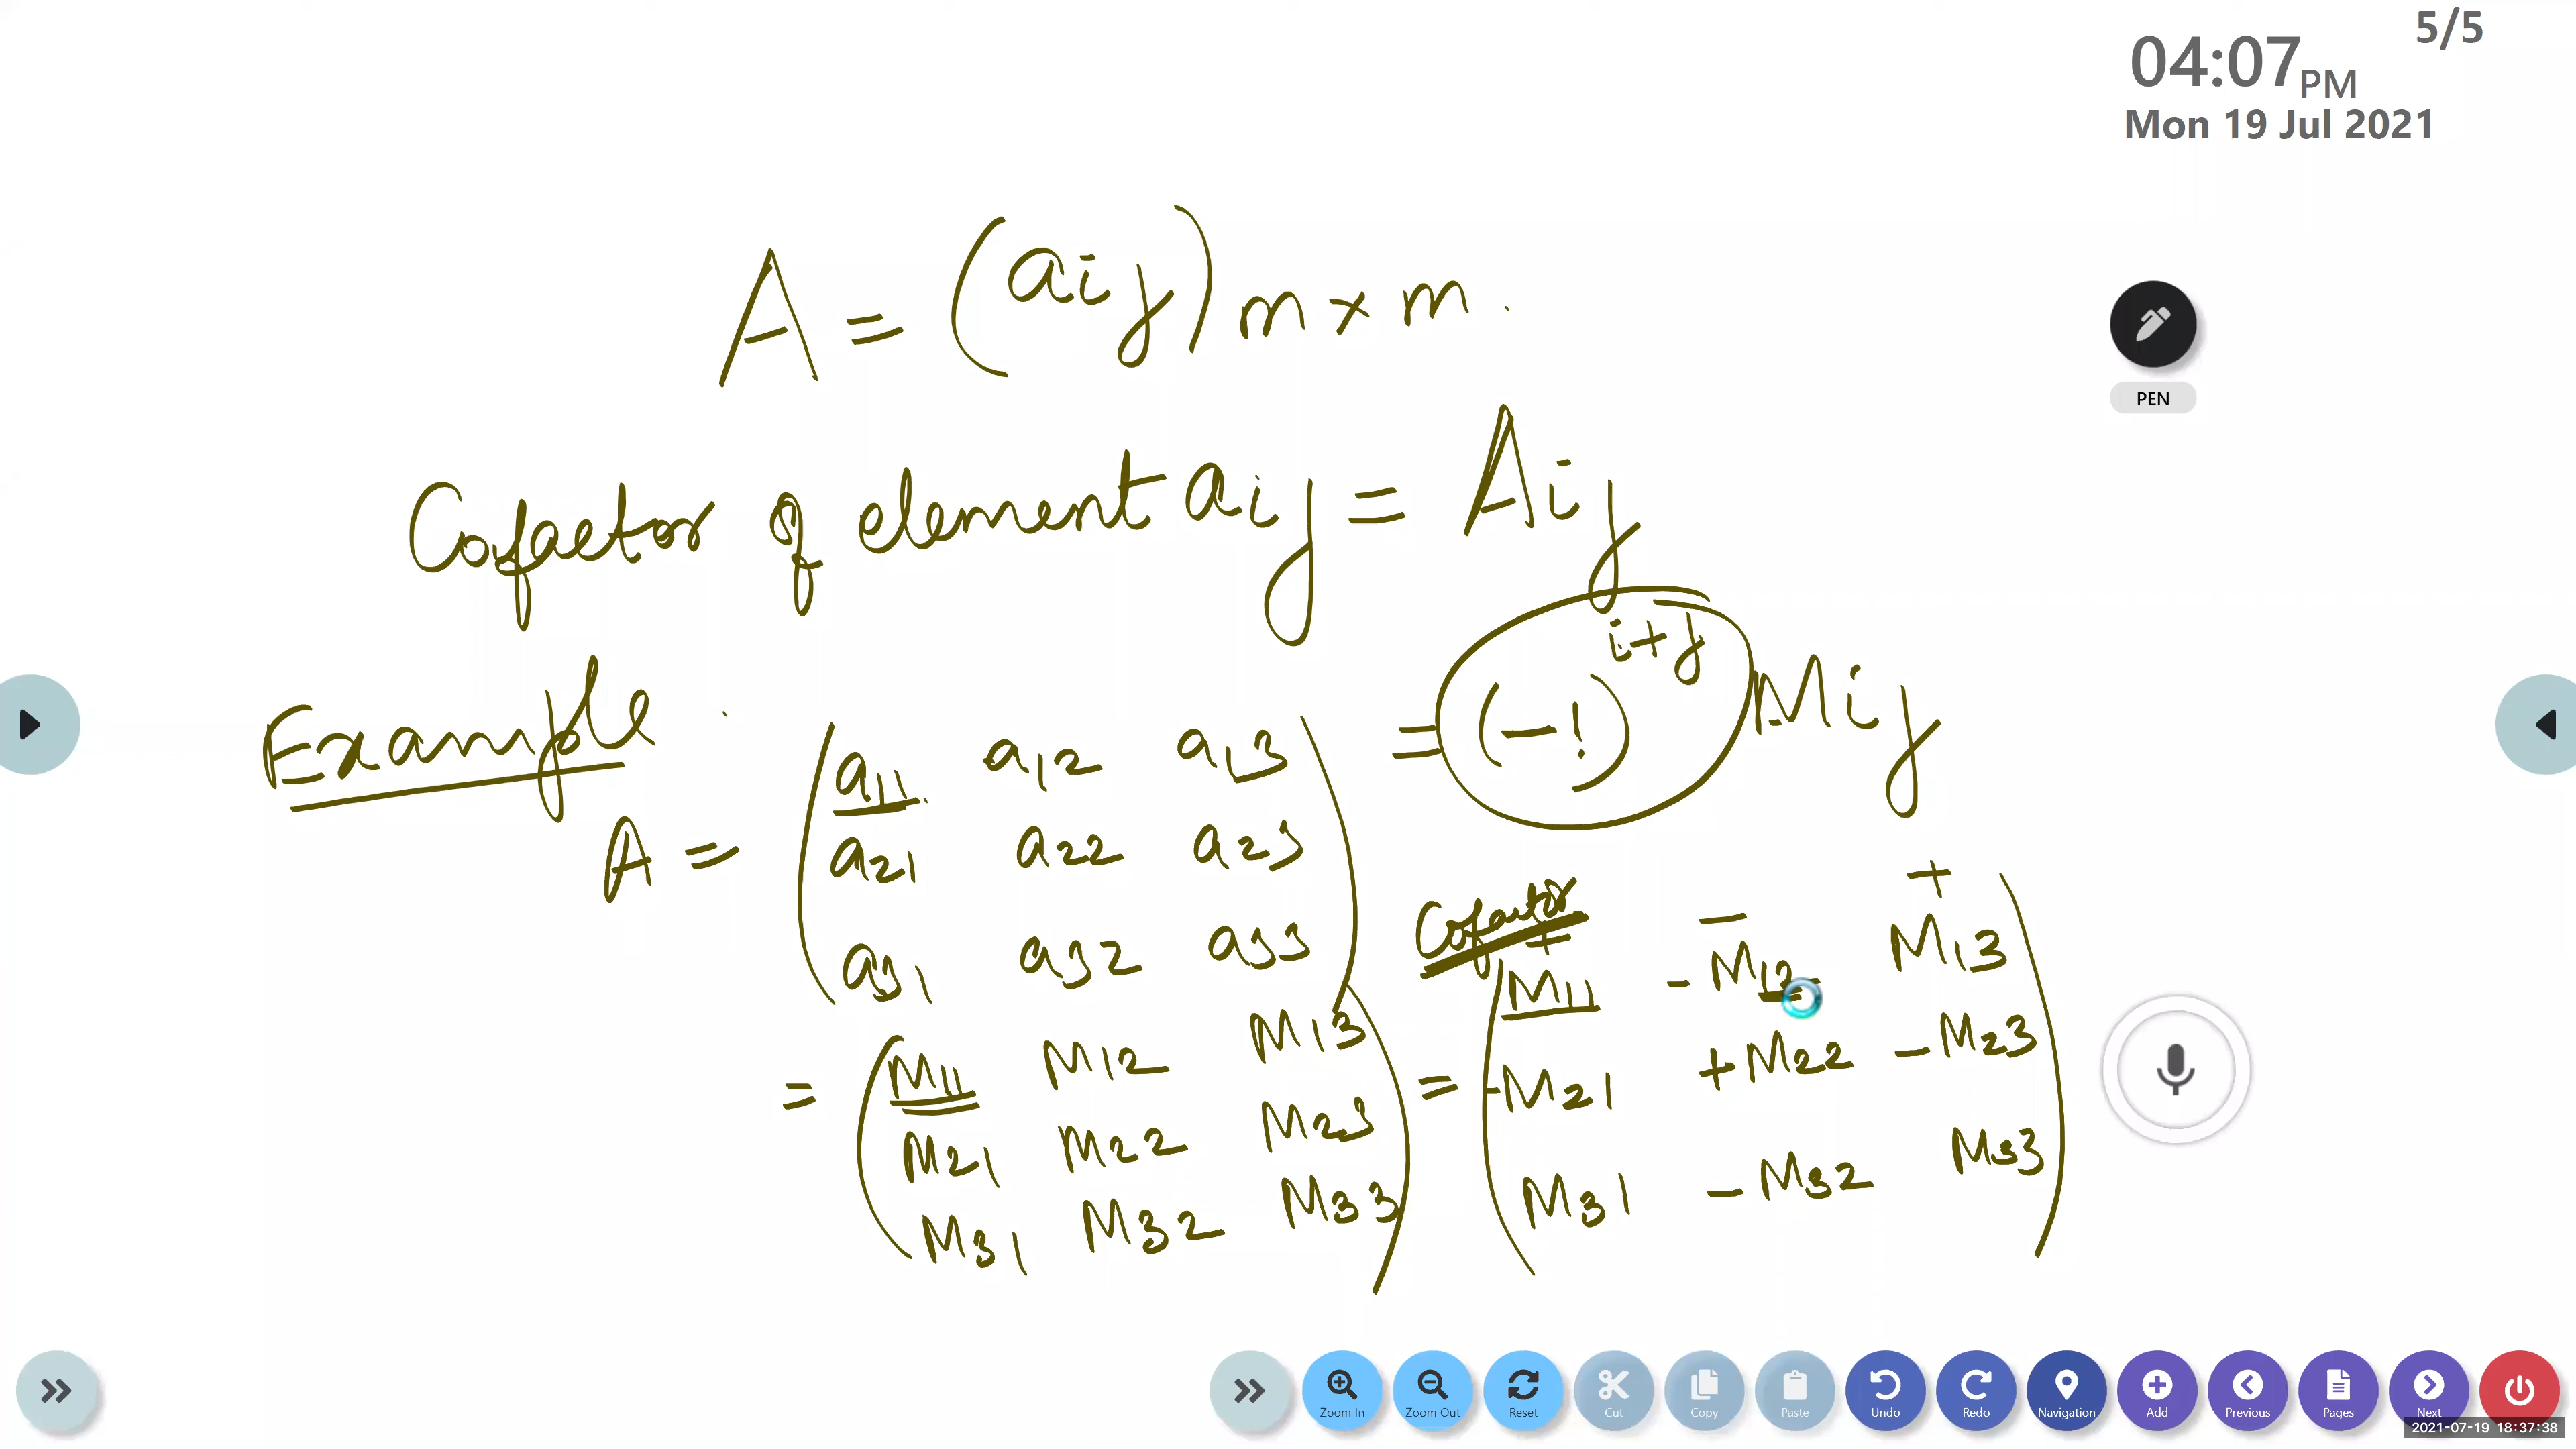 5/5
04:07 PM
Mon 19 Jul 2021
A = (aij) m × m .
PEN
Cofactor of element aij = Aij
= (-1)^i+j Mij
Example
A = ( a11 a12 a13
a21 a22 a23
a31 a32 a33 )
= ( M11 M12 M13
M21 M22 M23
M31 M32 M33 )
Cofactor
+ - +
= ( M11 - M12 M13
- M21 + M22 - M23
M31 - M32 M33 )
Zoom In Zoom Out Reset Cut Copy Paste Undo Redo Navigation Add Previous Pages Next
2021-07-19 18:37:38